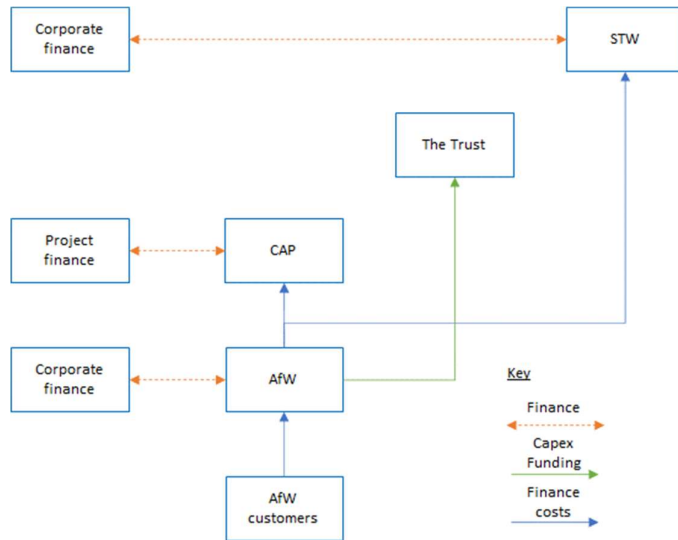 Corporate
finance
STW
The Trust
Project
finance
CAP
Corporate
finance
AfW
Key
Finance
Capex
Funding
AfW
customers
Finance
costs